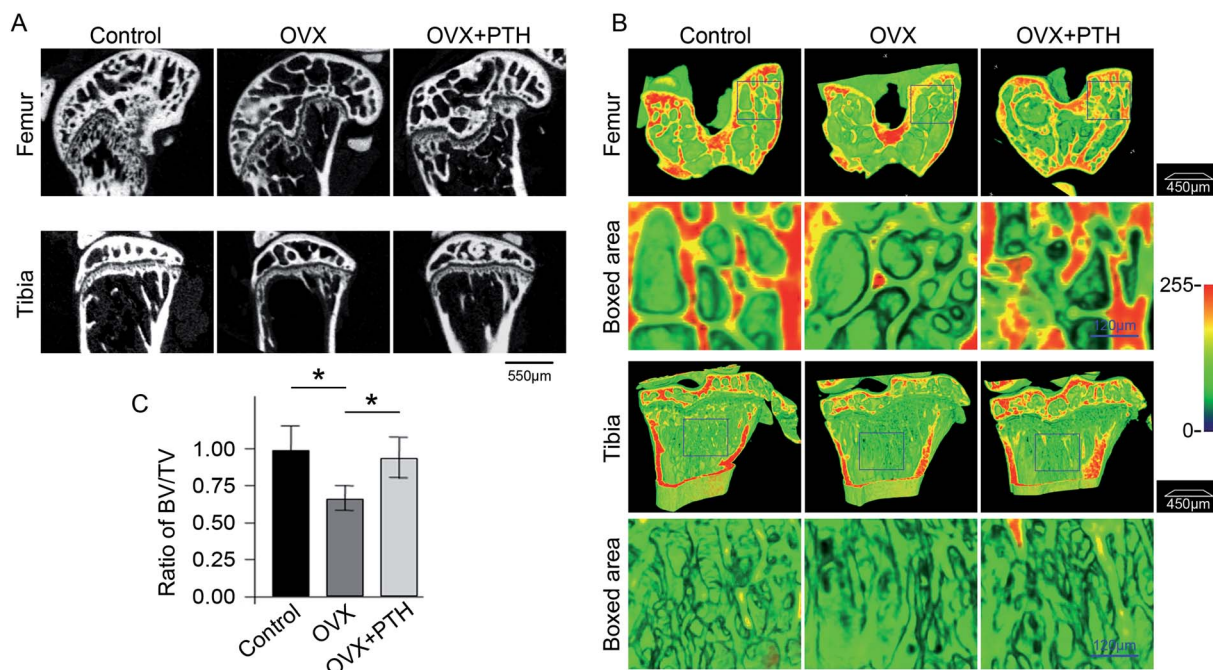 A
Control OVX OVX+PTH
Femur
Tibia
550µm
B
Control OVX OVX+PTH
Femur
450µm
Boxed area
120µm
255-
0-
Tibia
450µm
Boxed area
120µm
C
* *
Ratio of BV/TV
1.00
0.75
0.50
0.25
0.00
Control OVX OVX+PTH